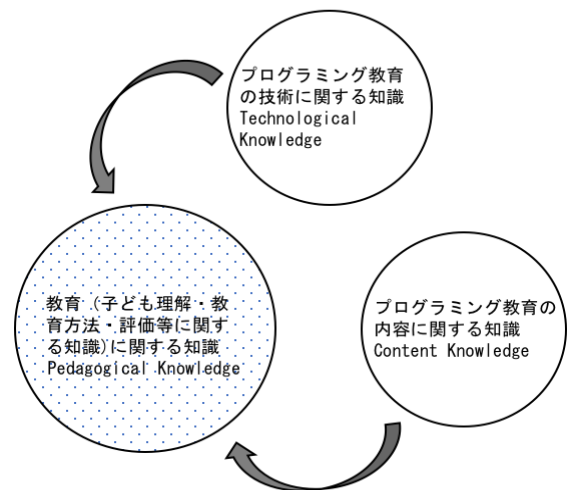 プログラミング教育
の技術に関する知識
Technological
Knowledge
教育（子ども理解・教
育方法・評価等に関す
る知識)に関する知識
Pedagogical Knowledge
プログラミング教育の
内容に関する知識
Content Knowledge